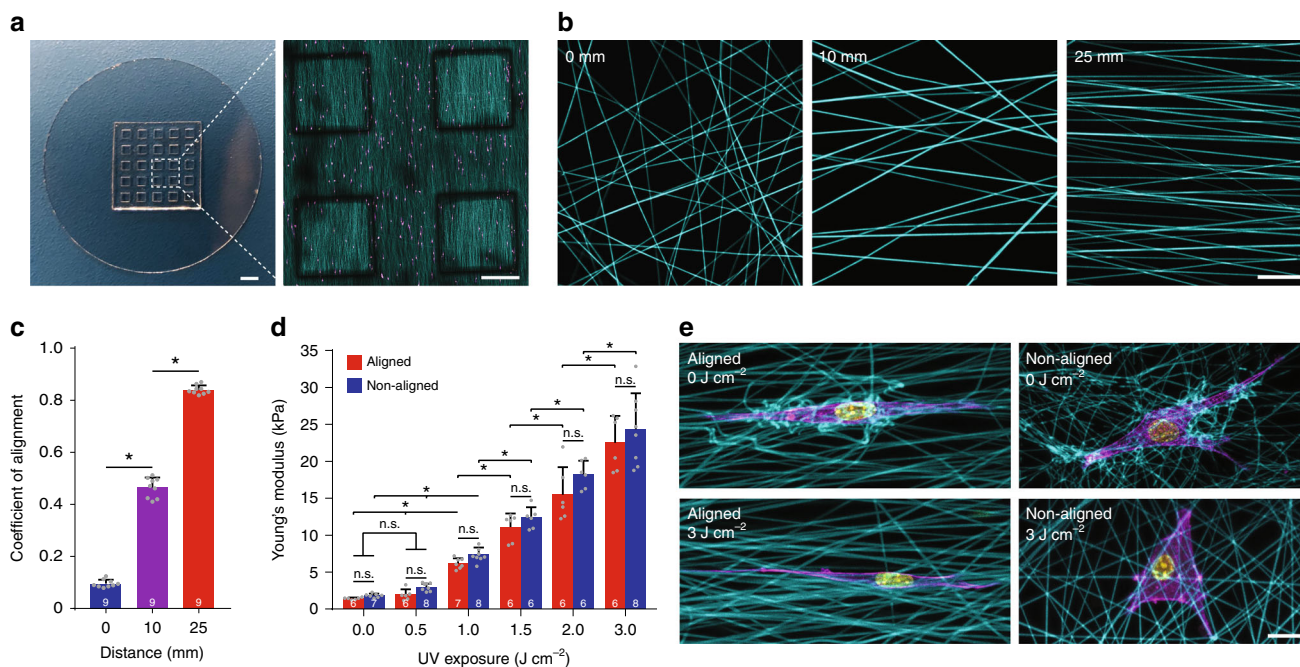 a
b
0 mm
10 mm
25 mm
c
Coefficient of alignment
1.0
0.8
0.6
0.4
0.2
0
*
*
9
9
9
0 10 25
Distance (mm)
d
Young's modulus (kPa)
35
30
25
20
15
10
5
0
Aligned
Non-aligned
n.s.
n.s.
n.s.
*
*
n.s.
*
*
n.s.
*
*
n.s.
*
*
n.s.
6 7 6 8 7 8 6 6 6 6 6 8
0.0 0.5 1.0 1.5 2.0 3.0
UV exposure (J cm⁻²)
e
Aligned
0 J cm⁻²
Non-aligned
0 J cm⁻²
Aligned
3 J cm⁻²
Non-aligned
3 J cm⁻²